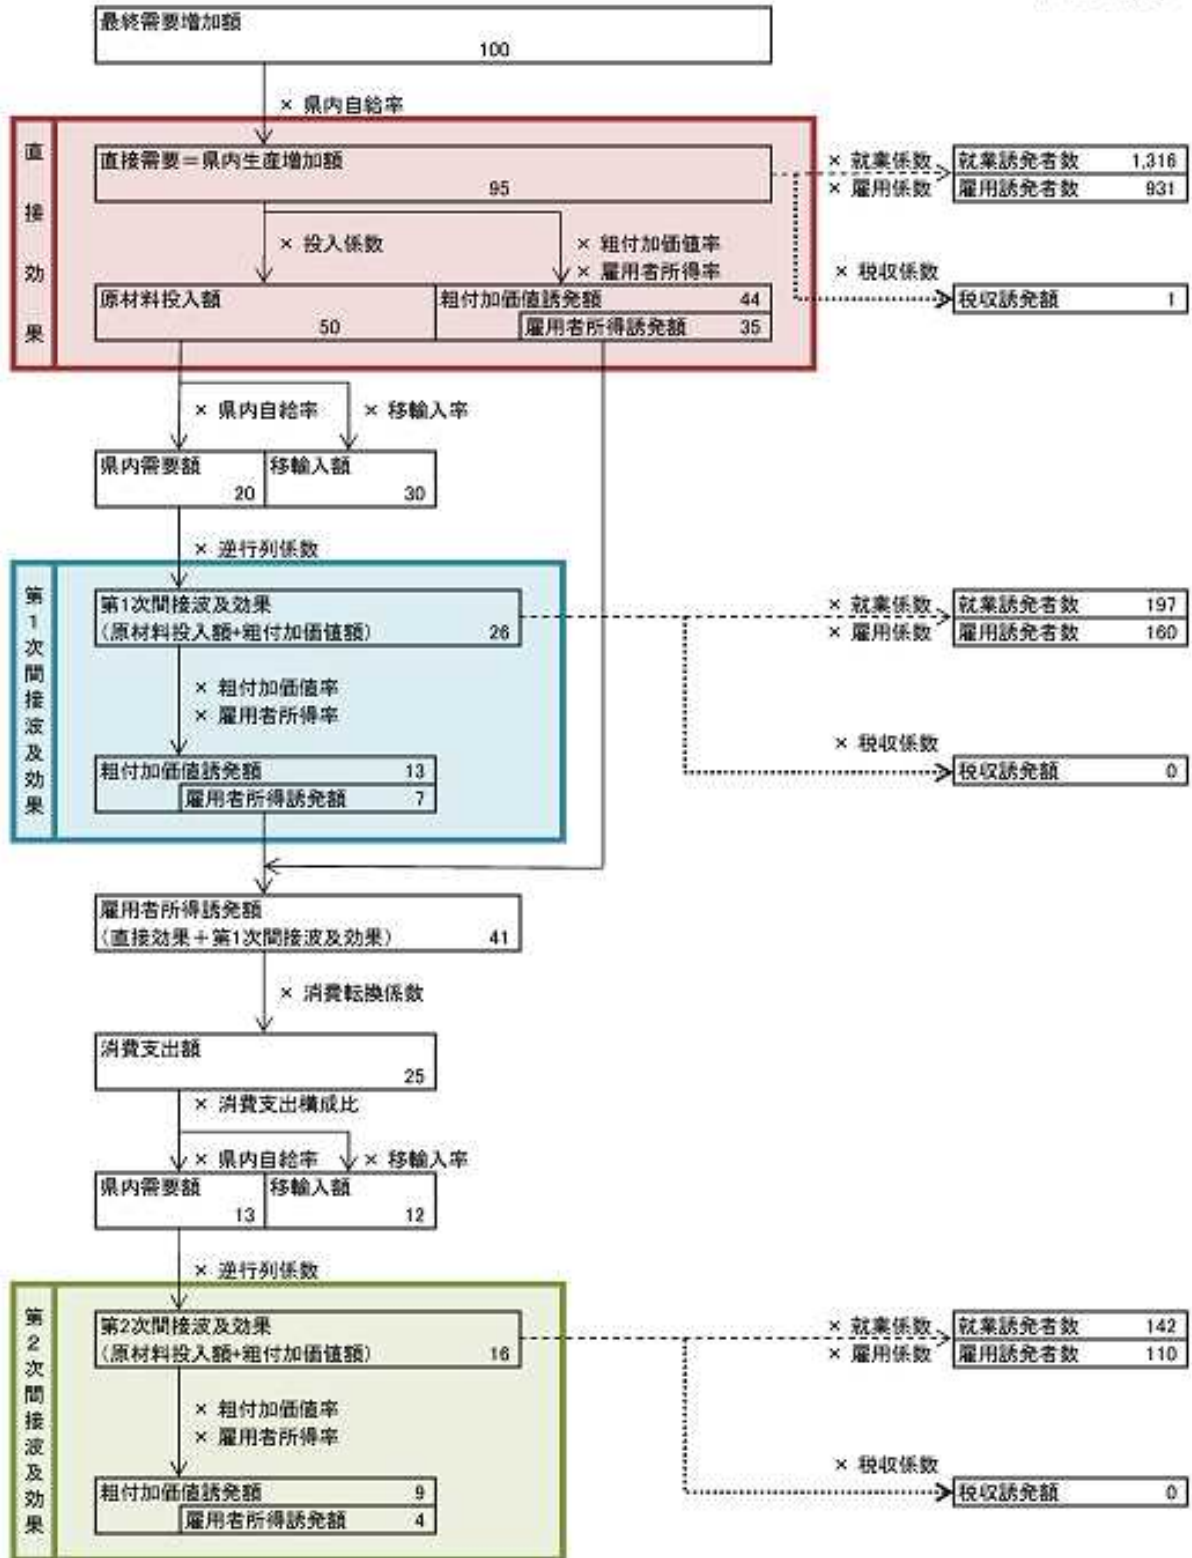 最終需要増加額
100
× 県内自給率
直接効果
直接需要=県内生産増加額
95
× 就業係数
× 雇用係数
就業誘発者数 1,316
雇用誘発者数 931
× 投入係数
× 粗付加価値率
× 雇用者所得率
× 税収係数
税収誘発額 1
原材料投入額
50
粗付加価値誘発額 44
雇用者所得誘発額 35
× 県内自給率
× 移輸入率
県内需要額
20
移輸入額
30
× 逆行列係数
第1次間接波及効果
第1次間接波及効果
(原材料投入額+粗付加価値額) 26
× 就業係数
× 雇用係数
就業誘発者数 197
雇用誘発者数 160
× 粗付加価値率
× 雇用者所得率
× 税収係数
税収誘発額 0
粗付加価値誘発額 13
雇用者所得誘発額 7
雇用者所得誘発額
(直接効果+第1次間接波及効果) 41
× 消費転換係数
消費支出額
25
× 消費支出構成比
× 県内自給率
× 移輸入率
県内需要額
13
移輸入額
12
× 逆行列係数
第2次間接波及効果
第2次間接波及効果
(原材料投入額+粗付加価値額) 16
× 就業係数
× 雇用係数
就業誘発者数 142
雇用誘発者数 110
× 粗付加価値率
× 雇用者所得率
× 税収係数
税収誘発額 0
粗付加価値誘発額 9
雇用者所得誘発額 4